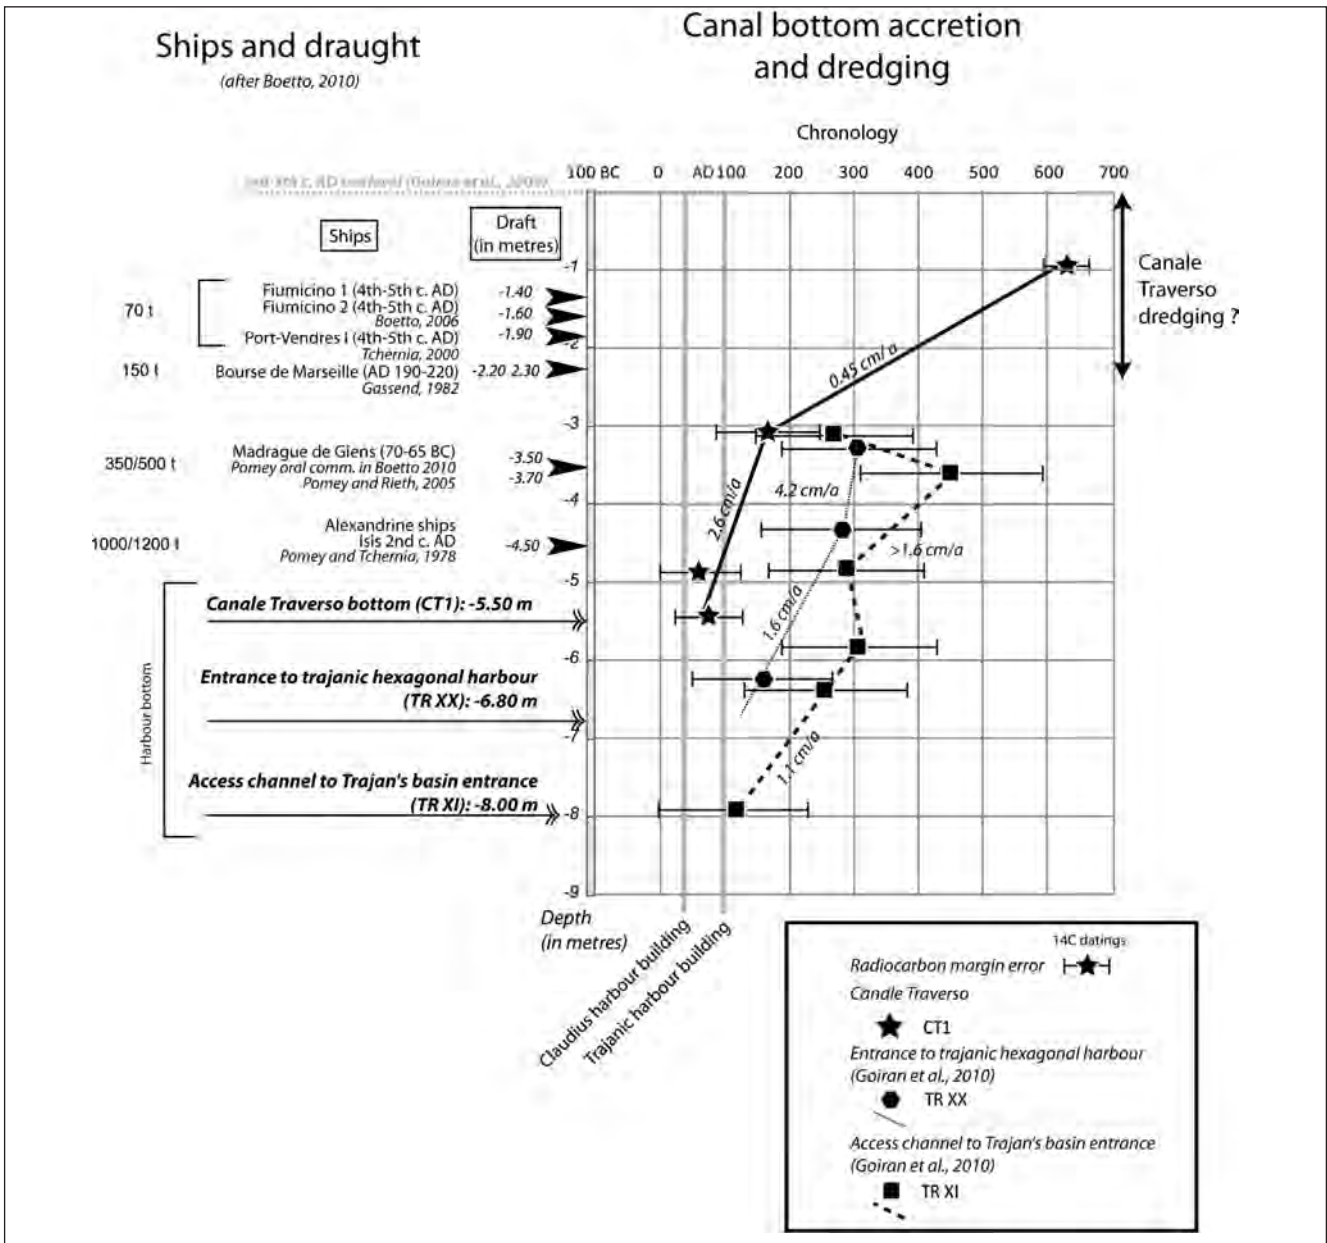 Ships and draught
(after Boetto, 2010)
Canal bottom accretion
and dredging
Chronology
100 BC 0 AD 100 200 300 400 500 600 700
Ships
Draft
(in metres)
70 t
Fiumicino 1 (4th-5th c. AD) -1.40
Fiumicino 2 (4th-5th c. AD) -1.60
Boetto, 2006
Port-Vendres I (4th-5th c. AD) -1.90
Tchernia, 2000
150 t
Bourse de Marseille (AD 190-220) -2.20 2.30
Gassend, 1982
350/500 t
Madrague de Giens (70-65 BC) -3.50
Pomey oral comm. in Boetto 2010
Pomey and Rieth, 2005 -3.70
1000/1200 t
Alexandrine ships
Isis 2nd c. AD -4.50
Pomey and Tchernia, 1978
Harbour bottom
Canale Traverso bottom (CT1): -5.50 m
Entrance to trajanic hexagonal harbour
(TR XX): -6.80 m
Access channel to Trajan's basin entrance
(TR XI): -8.00 m
-1
-2
-3
-4
-5
-6
-7
-8
-9
Depth
(in metres)
0.45 cm/a
2.6 cm/a
4.2 cm/a
>1.6 cm/a
1.6 cm/a
1.1 cm/a
Canale
Traverso
dredging ?
Claudius harbour building
Trajanic harbour building
14C datings
Radiocarbon margin error
Candle Traverso
CT1
Entrance to trajanic hexagonal harbour
(Goiran et al., 2010)
TR XX
Access channel to Trajan's basin entrance
(Goiran et al., 2010)
TR XI